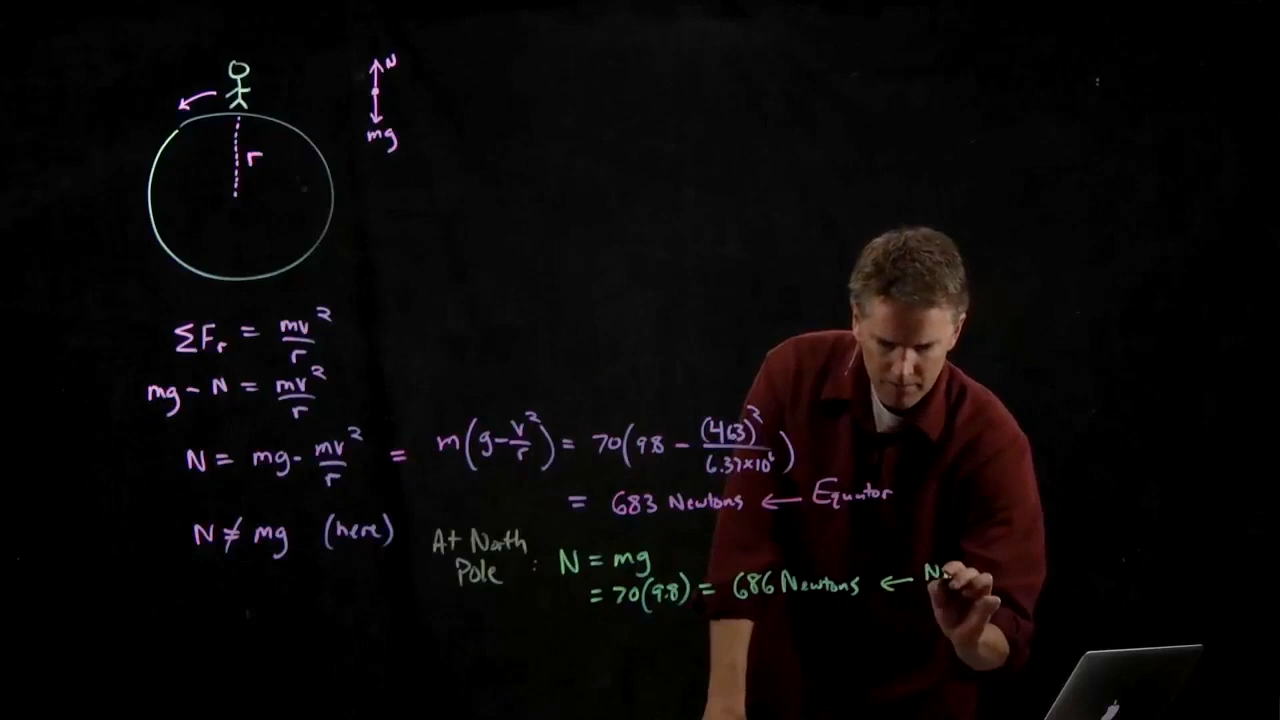 N
mg
r
ΣFr = mv²/r
mg - N = mv²/r
N = mg - mv²/r = m(g - v²/r) = 70(9.8 - (463)²/6.37×10⁶)
= 683 Newtons ← Equator
N ≠ mg (here)
At North Pole : N = mg
= 70(9.8) = 686 Newtons ←